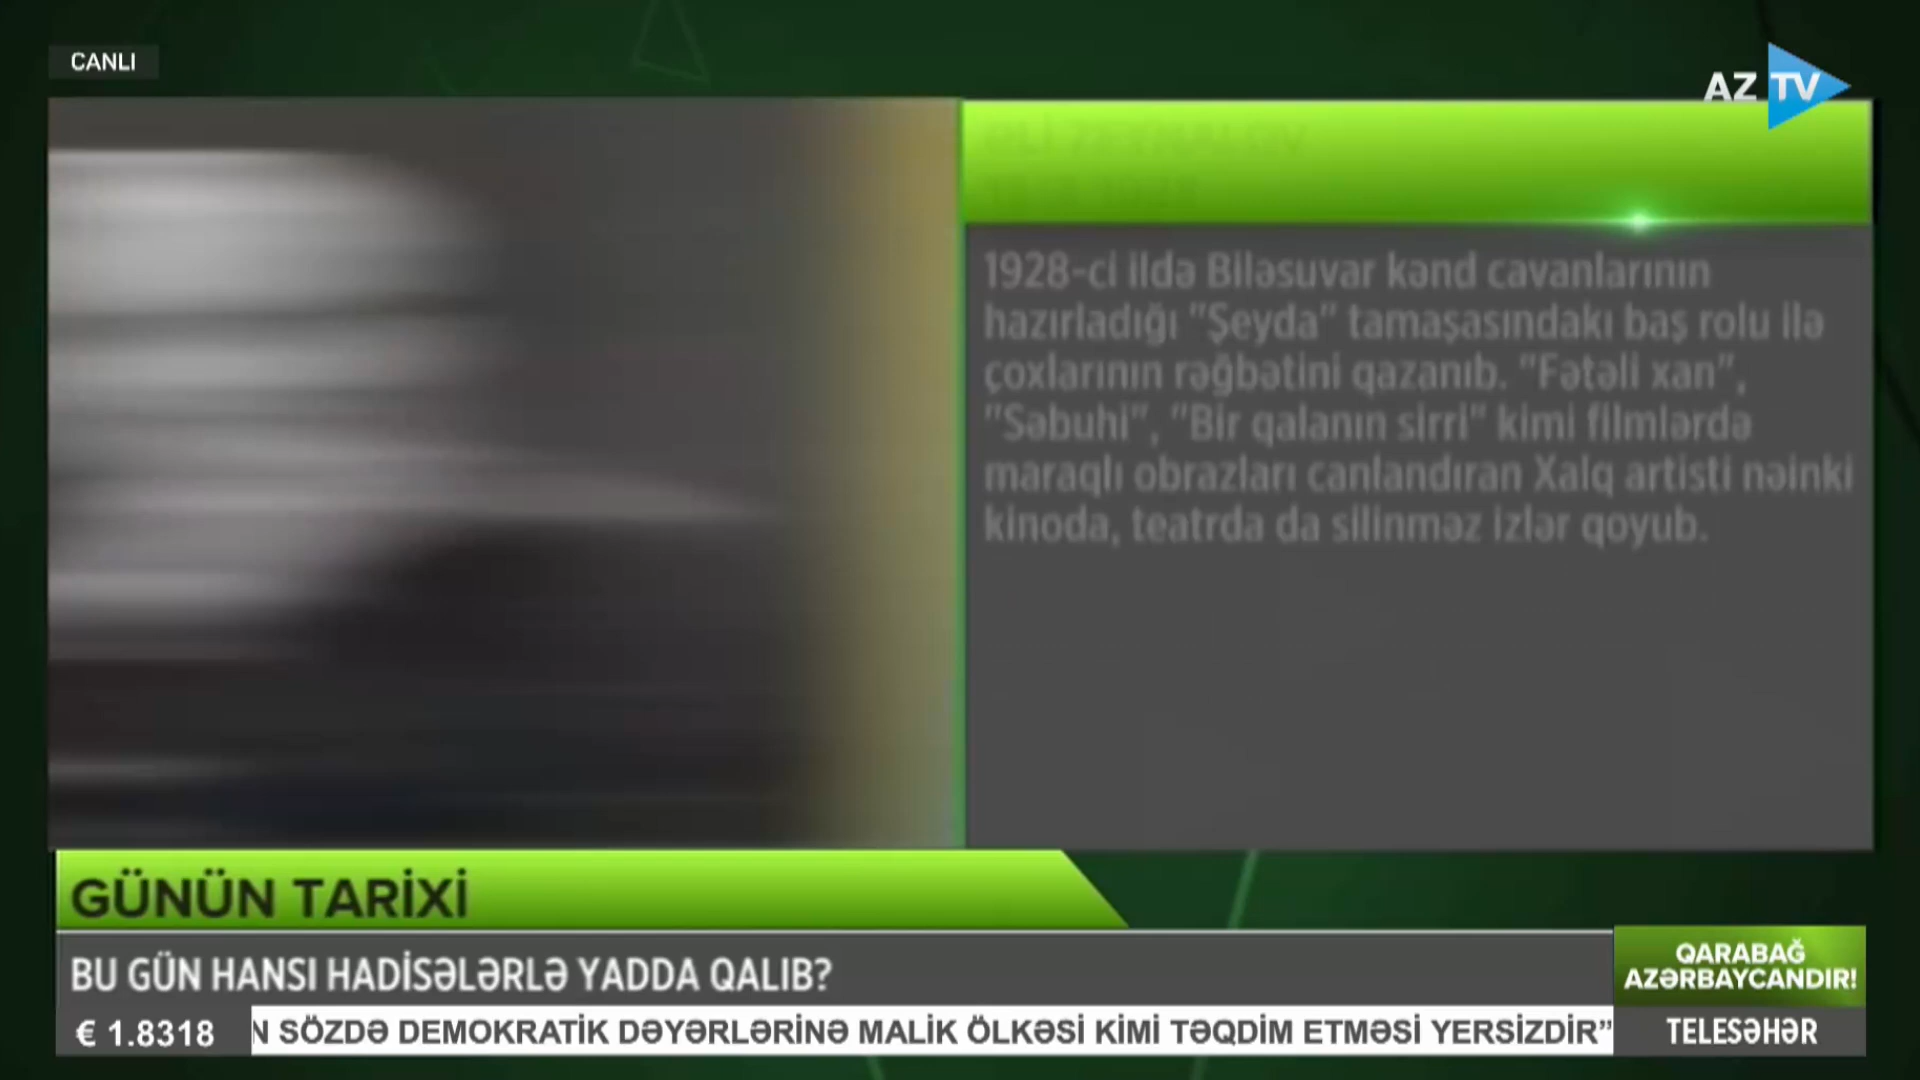 CANLI
AZ TV
ƏLİ ZEYNALOV
1928-ci ildə Biləsuvar kənd cavanlarının
hazırladığı "Şeyda" tamaşasındakı baş rolu ilə
çoxlarının rəğbətini qazanıb. "Fətəli xan",
"Səbuhi", "Bir qalanın sirri" kimi filmlərdə
maraqlı obrazları canlandıran Xalq artisti nəinki
kinoda, teatrda da silinməz izlər qoyub.
GÜNÜN TARİXİ
BU GÜN HANSI HADİSƏLƏRLƏ YADDA QALIB?
QARABAĞ
AZƏRBAYCANDIR!
€ 1.8318
N SÖZDƏ DEMOKRATİK DƏYƏRLƏRİNƏ MALİK ÖLKƏSİ KİMİ TƏQDİM ETMƏSİ YERSİZDİR”
TELESƏHƏR